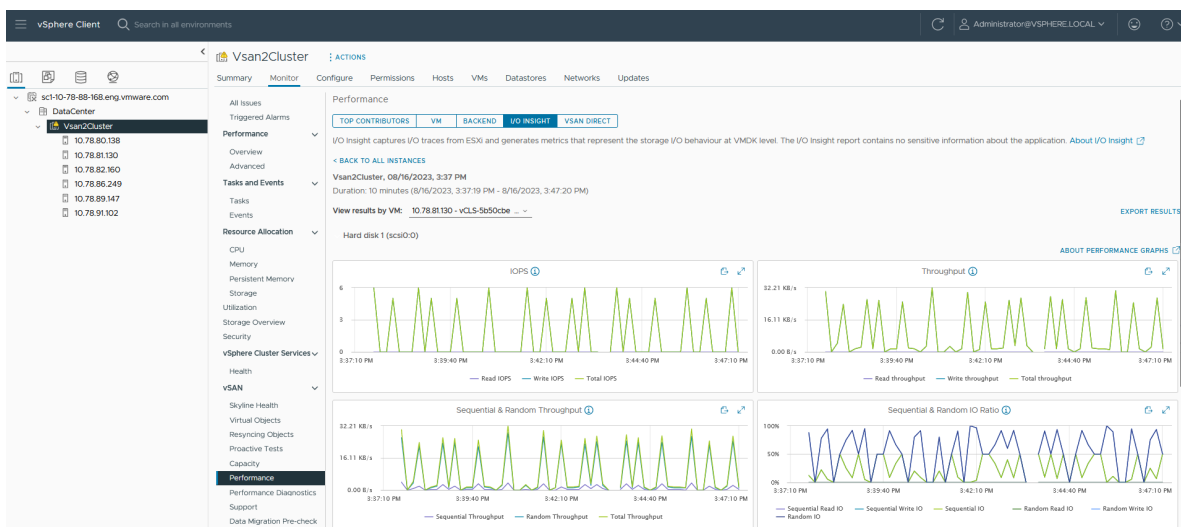 vSphere Client
Search in all environments
Administrator@VSPHERE.LOCAL
sc1-10-78-88-168.eng.vmware.com
DataCenter
Vsan2Cluster
10.78.80.138
10.78.81.130
10.78.82.160
10.78.86.249
10.78.89.147
10.78.91.102
Vsan2Cluster
ACTIONS
Summary Monitor Configure Permissions Hosts VMs Datastores Networks Updates
All Issues
Triggered Alarms
Performance
Overview
Advanced
Tasks and Events
Tasks
Events
Resource Allocation
CPU
Memory
Persistent Memory
Storage
Utilization
Storage Overview
Security
vSphere Cluster Services
Health
vSAN
Skyline Health
Virtual Objects
Resyncing Objects
Proactive Tests
Capacity
Performance
Performance Diagnostics
Support
Data Migration Pre-check
Performance
TOP CONTRIBUTORS VM BACKEND I/O INSIGHT VSAN DIRECT
I/O Insight captures I/O traces from ESXi and generates metrics that represent the storage I/O behaviour at VMDK level. The I/O Insight report contains no sensitive information about the application. About I/O Insight
< BACK TO ALL INSTANCES
Vsan2Cluster, 08/16/2023, 3:37 PM
Duration: 10 minutes (8/16/2023, 3:37:19 PM - 8/16/2023, 3:47:20 PM)
View results by VM: 10.78.81.130 - vCLS-5b50cbe ...
EXPORT RESULTS
Hard disk 1 (scsi0:0)
ABOUT PERFORMANCE GRAPHS
IOPS
6
3
0
3:37:10 PM 3:39:40 PM 3:42:10 PM 3:44:40 PM 3:47:10 PM
Read IOPS Write IOPS Total IOPS
Throughput
32.21 KB/s
16.11 KB/s
0.00 B/s
3:37:10 PM 3:39:40 PM 3:42:10 PM 3:44:40 PM 3:47:10 PM
Read throughput Write throughput Total throughput
Sequential & Random Throughput
32.21 KB/s
16.11 KB/s
0.00 B/s
3:37:10 PM 3:39:40 PM 3:42:10 PM 3:44:40 PM 3:47:10 PM
Sequential Throughput Random Throughput Total Throughput
Sequential & Random IO Ratio
100%
50%
0%
3:37:10 PM 3:39:40 PM 3:42:10 PM 3:44:40 PM 3:47:10 PM
Sequential Read IO Sequential Write IO Sequential IO Random Read IO Random Write IO
Random IO